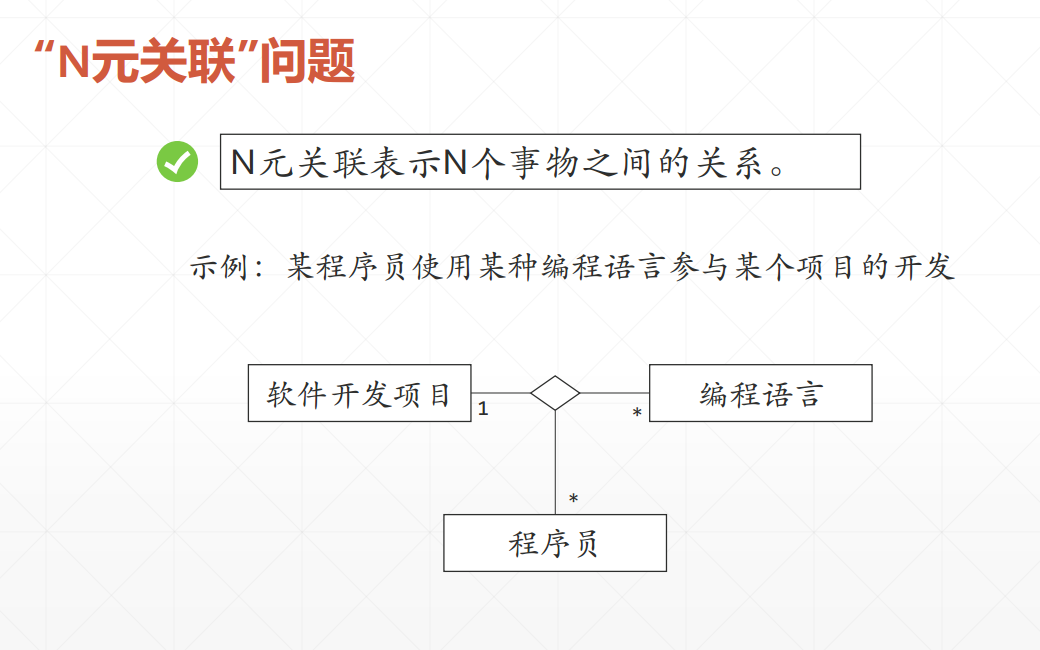 “N元关联”问题
N元关联表示N个事物之间的关系。
示例：某程序员使用某种编程语言参与某个项目的开发
软件开发项目
1
*
编程语言
*
程序员